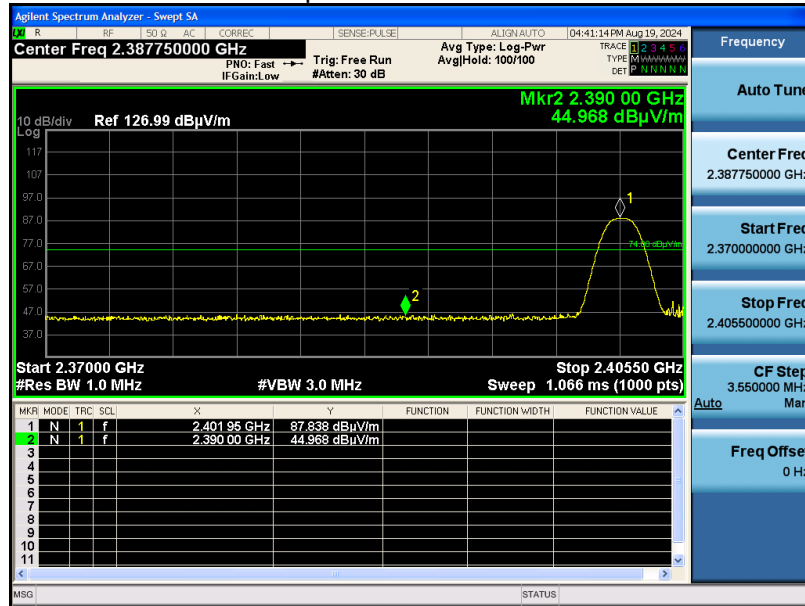 Agilent Spectrum Analyzer - Swept SA
LXI R RF 50 Ω AC CORREC SENSE:PULSE ALIGN AUTO 04:41:14 PM Aug 19, 2024
Center Freq 2.387750000 GHz
PNO: Fast
IFGain:Low
Trig: Free Run
#Atten: 30 dB
Avg Type: Log-Pwr
Avg|Hold: 100/100
TRACE 1 2 3 4 5 6
TYPE M W W W W W
DET P N N N N N
Mkr2 2.390 00 GHz
44.968 dBµV/m
10 dB/div Ref 126.99 dBµV/m
Log
117
107
97.0
87.0
77.0
67.0
57.0
47.0
37.0
1
2
Start 2.37000 GHz Stop 2.40550 GHz
#Res BW 1.0 MHz #VBW 3.0 MHz Sweep 1.066 ms (1000 pts)
MKR MODE TRC SCL X Y FUNCTION FUNCTION WIDTH FUNCTION VALUE
1 N 1 f 2.401 95 GHz 87.838 dBµV/m
2 N 1 f 2.390 00 GHz 44.968 dBµV/m
3
4
5
6
7
8
9
10
11
MSG STATUS
Frequency
Auto Tune
Center Freq
2.387750000 GHz
Start Freq
2.370000000 GHz
Stop Freq
2.405500000 GHz
CF Step
3.550000 MHz
Auto Man
Freq Offset
0 Hz